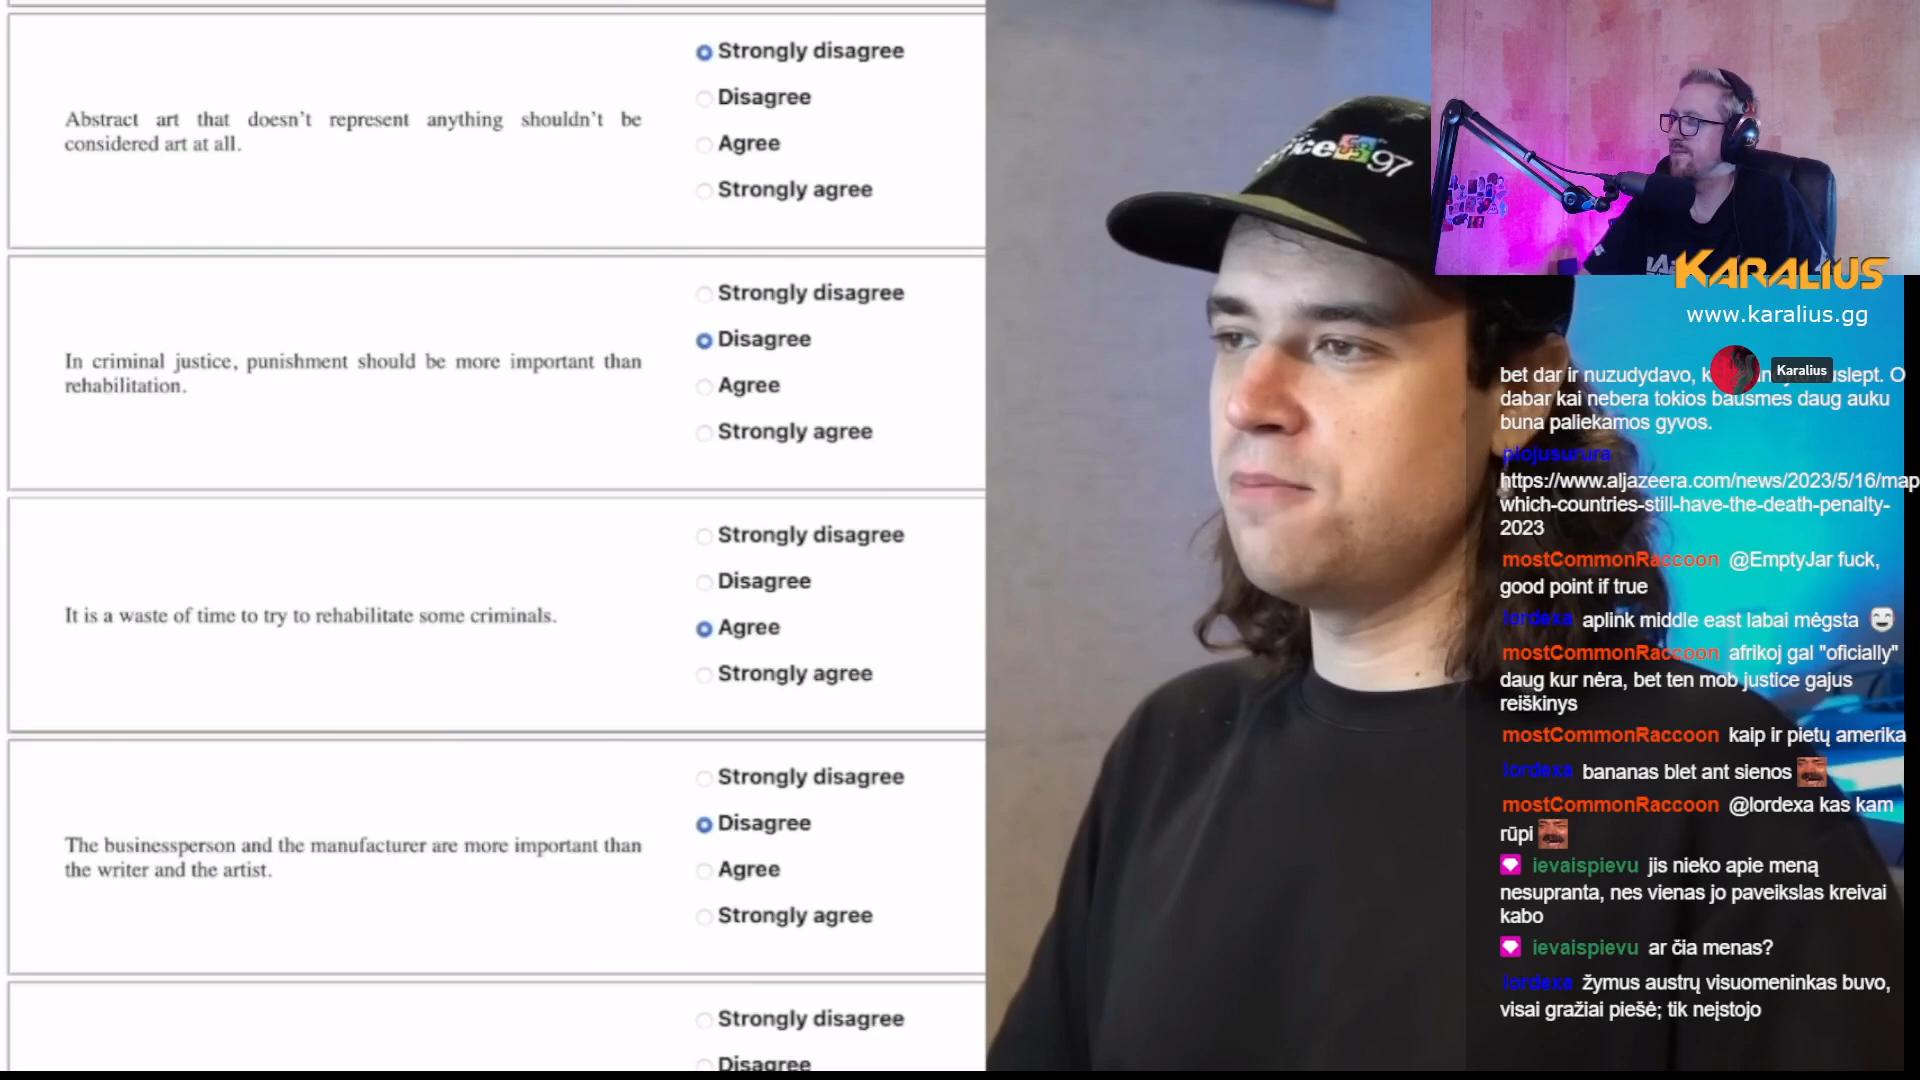 Strongly disagree
Disagree
Abstract art that doesn't represent anything shouldn't be
considered art at all.
Agree
Strongly agree
Strongly disagree
Disagree
In criminal justice, punishment should be more important than
rehabilitation.
Agree
Strongly agree
Strongly disagree
Disagree
It is a waste of time to try to rehabilitate some criminals.
Agree
Strongly agree
Strongly disagree
Disagree
The businessperson and the manufacturer are more important than
the writer and the artist.
Agree
Strongly agree
Strongly disagree
Disagree
97
KARALIUS
www.karalius.gg
Karalius
bet dar ir nuzudydavo, uslept. O
dabar kai nebera tokios bausmes daug auku
buna paliekamos gyvos.
plojusurura
https://www.aljazeera.com/news/2023/5/16/map
which-countries-still-have-the-death-penalty-
2023
mostCommonRaccoon @EmptyJar fuck,
good point if true
lordexa aplink middle east labai mėgsta
mostCommonRaccoon afrikoj gal "oficially"
daug kur nėra, bet ten mob justice gajus
reiškinys
mostCommonRaccoon kaip ir pietų amerika
lordexa bananas blet ant sienos
mostCommonRaccoon @lordexa kas kam
rūpi
ievaispievu jis nieko apie meną
nesupranta, nes vienas jo paveikslas kreivai
kabo
ievaispievu ar čia menas?
lordexa žymus austrų visuomeninkas buvo,
visai gražiai piešė; tik neįstojo